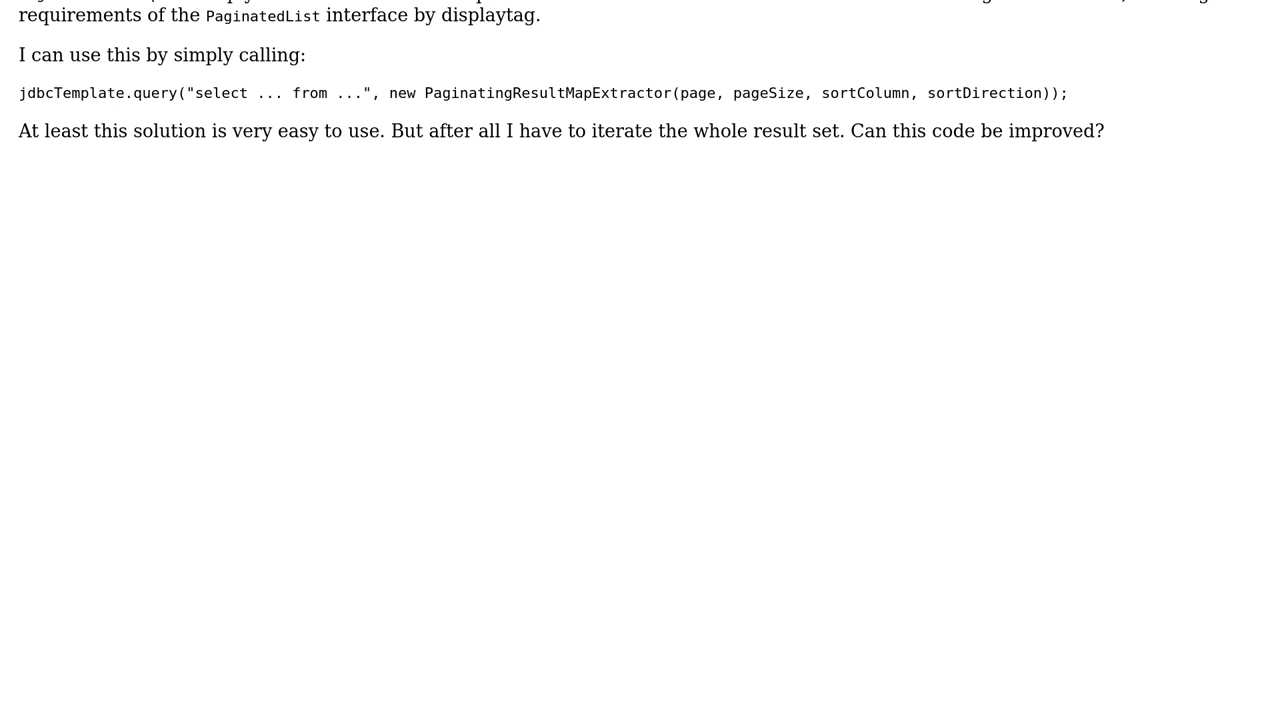 requirements of the PaginatedList interface by displaytag.
I can use this by simply calling:
jdbcTemplate.query("select ... from ...", new PaginatingResultMapExtractor(page, pageSize, sortColumn, sortDirection));
At least this solution is very easy to use. But after all I have to iterate the whole result set. Can this code be improved?